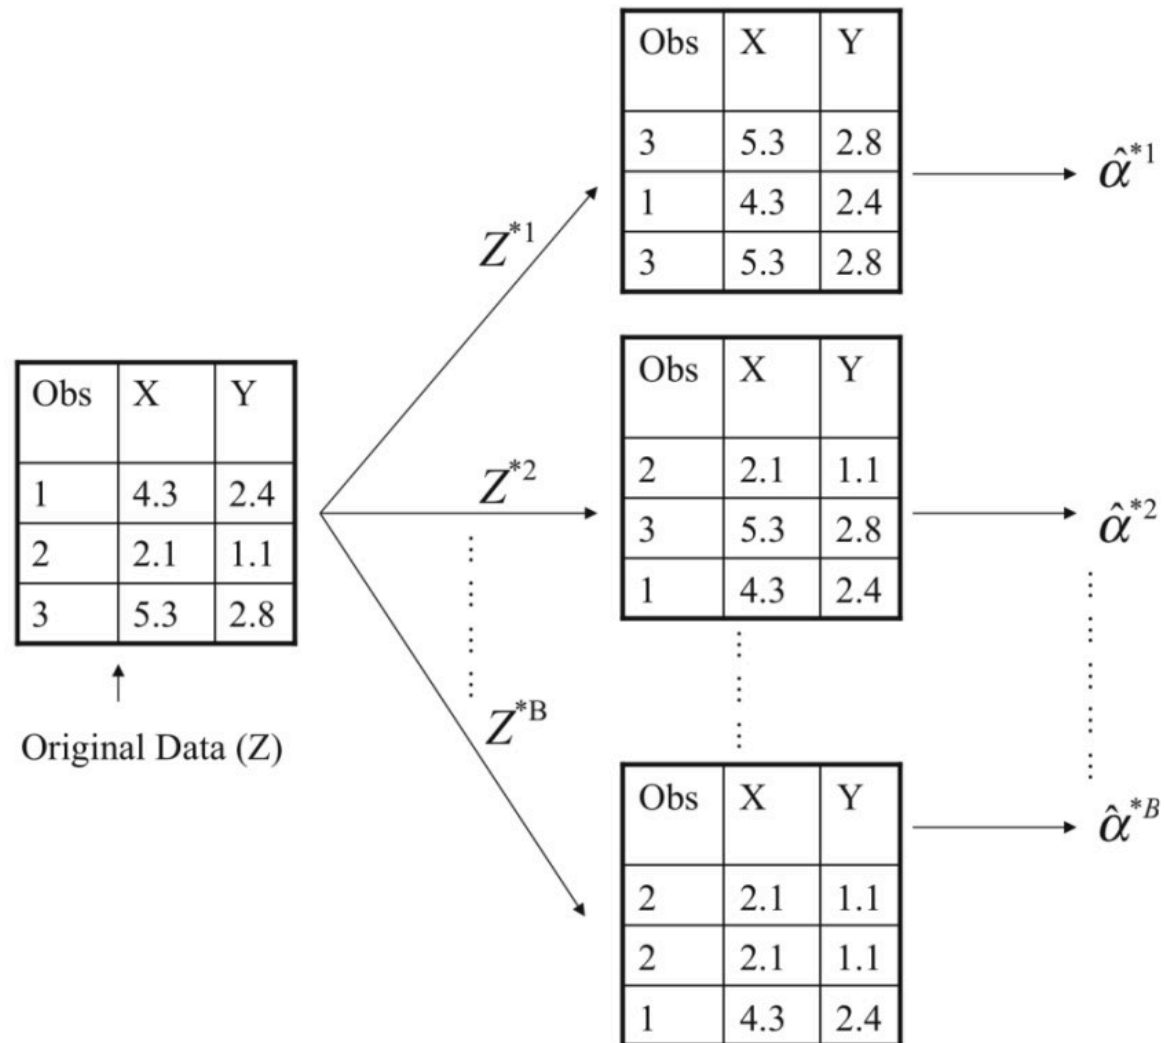 Obs X Y
3 5.3 2.8
1 4.3 2.4
3 5.3 2.8
α̂*1
Z*1
Obs X Y
1 4.3 2.4
2 2.1 1.1
3 5.3 2.8
Original Data (Z)
Z*2
Obs X Y
2 2.1 1.1
3 5.3 2.8
1 4.3 2.4
α̂*2
Z*B
Obs X Y
2 2.1 1.1
2 2.1 1.1
1 4.3 2.4
α̂*B